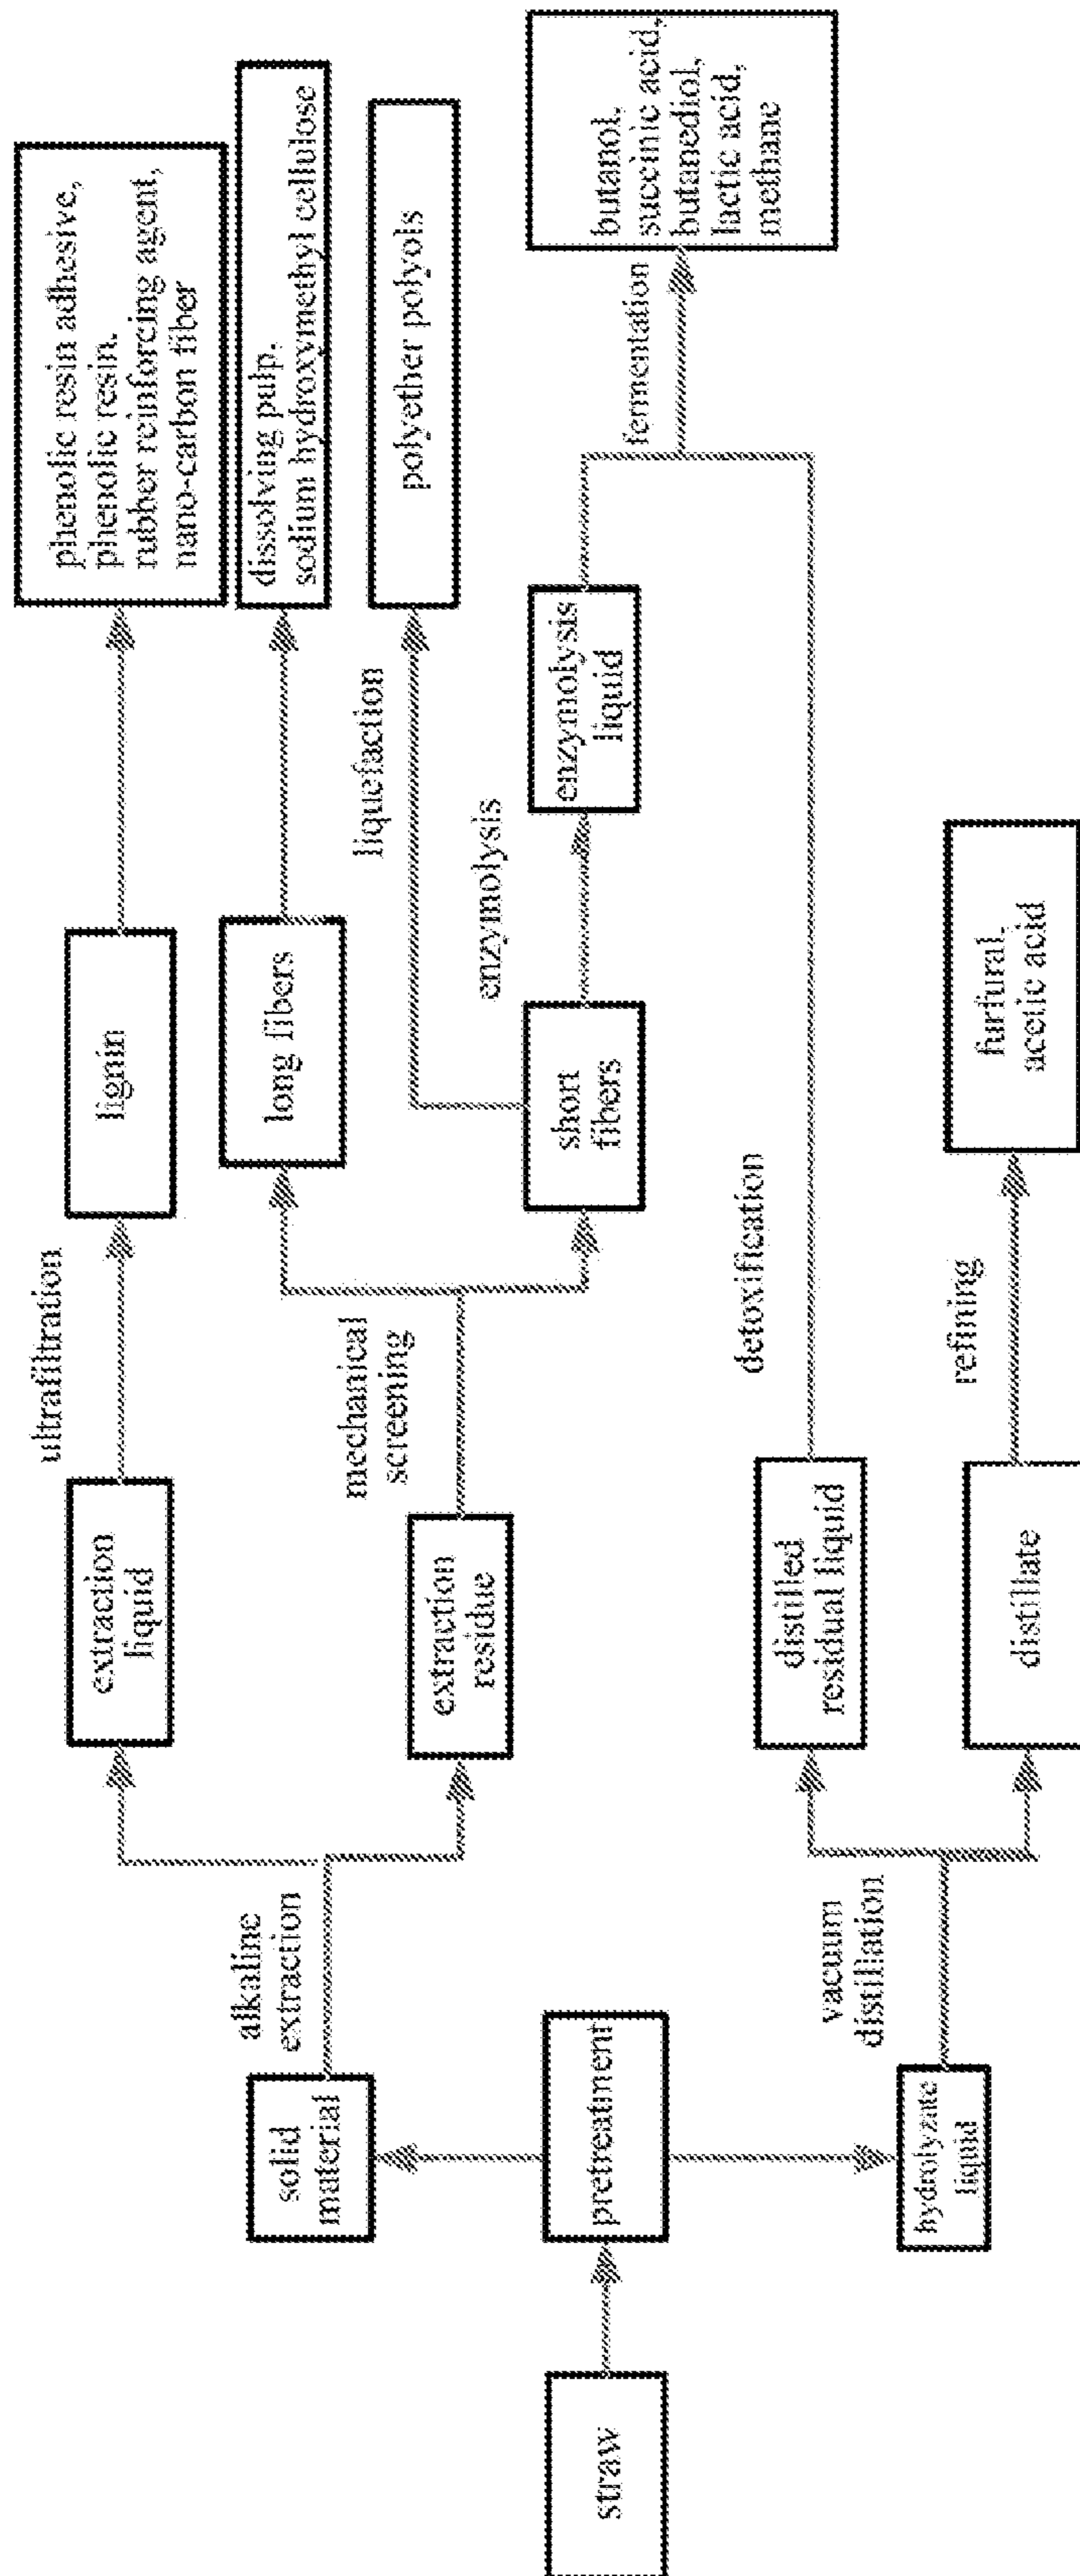 straw
pretreatment
solid
material
hydrolyzate
liquid
alkaline
extraction
vacuum
distillation
extraction
liquid
extraction
residue
distilled
residual liquid
distillate
ultrafiltration
mechanical
screening
detoxification
refining
lignin
long fibers
short
fibers
furfural,
acetic acid
liquefaction
enzymolysis
enzymolysis
liquid
fermentation
phenolic resin adhesive,
phenolic resin.
rubber reinforcing agent,
nano-carbon fiber
dissolving pulp,
sodium hydroxymethyl cellulose
polyether polyols
butanol,
succinic acid,
butanediol,
lactic acid,
methane